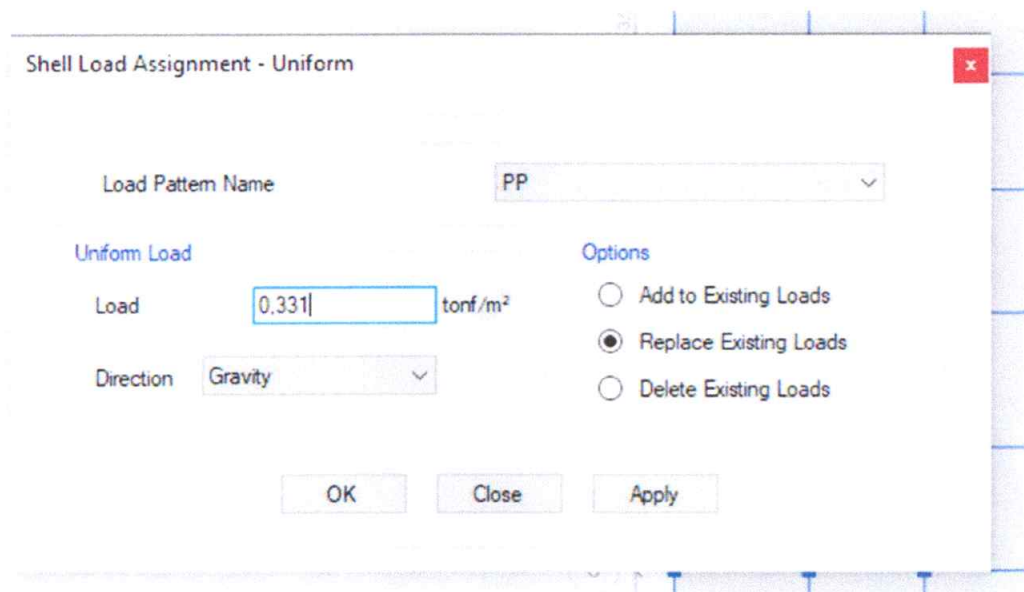 Shell Load Assignment - Uniform
x
Load Pattern Name PP
Uniform Load Options
Load 0,331 tonf/m² Add to Existing Loads
Replace Existing Loads
Direction Gravity
Delete Existing Loads
OK Close Apply